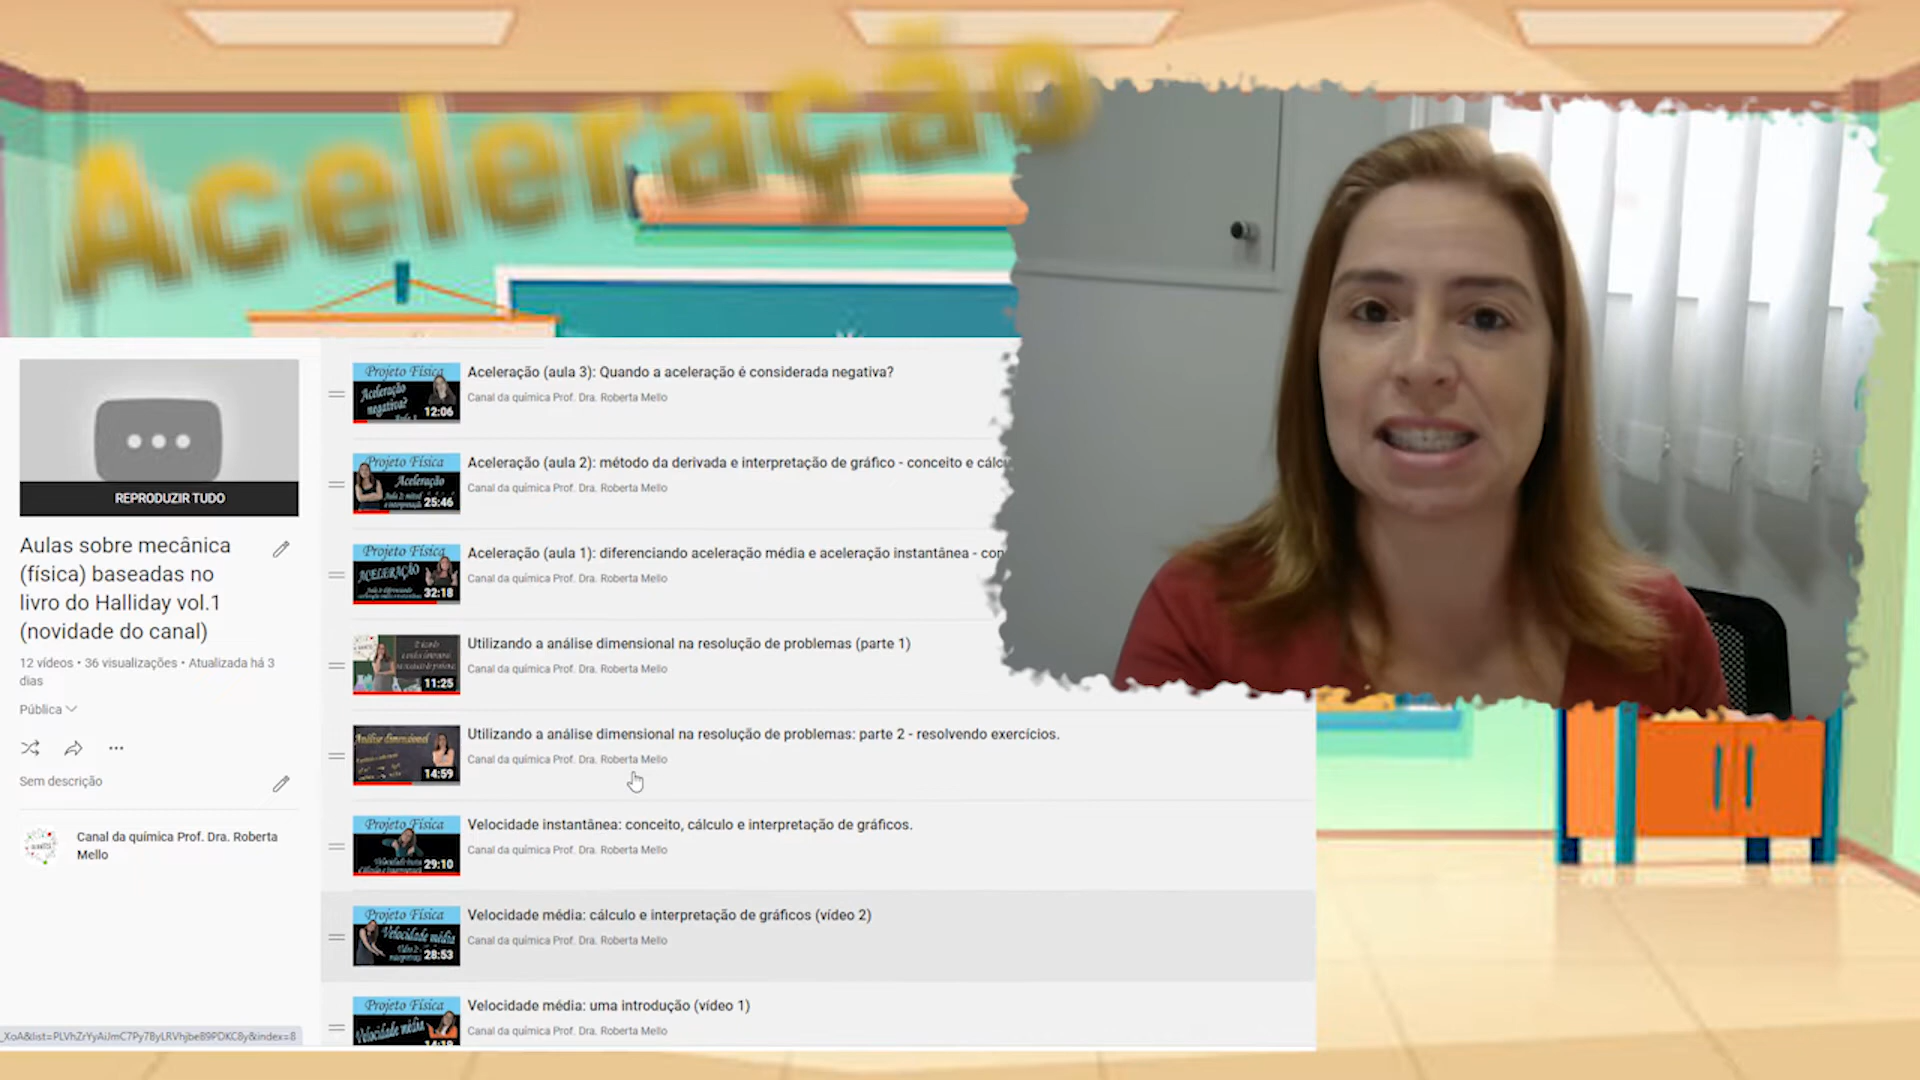 Aceleração
REPRODUZIR TUDO
Aulas sobre mecânica
(física) baseadas no
livro do Halliday vol.1
(novidade do canal)
12 vídeos • 36 visualizações • Atualizada há 3
dias
Pública
Sem descrição
Canal da química Prof. Dra. Roberta
Mello
Projeto Física
Aceleração
negativa?
12:06
Aceleração (aula 3): Quando a aceleração é considerada negativa?
Canal da química Prof. Dra. Roberta Mello
Projeto Física
Aceleração
25:46
Aceleração (aula 2): método da derivada e interpretação de gráfico - conceito e cálc
Canal da química Prof. Dra. Roberta Mello
Projeto Física
ACELERAÇÃO
32:18
Aceleração (aula 1): diferenciando aceleração média e aceleração instantânea - con
Canal da química Prof. Dra. Roberta Mello
11:25
Utilizando a análise dimensional na resolução de problemas (parte 1)
Canal da química Prof. Dra. Roberta Mello
Análise dimensional
14:59
Utilizando a análise dimensional na resolução de problemas: parte 2 - resolvendo exercícios.
Canal da química Prof. Dra. Roberta Mello
Projeto Física
29:10
Velocidade instantânea: conceito, cálculo e interpretação de gráficos.
Canal da química Prof. Dra. Roberta Mello
Projeto Física
Velocidade média
28:53
Velocidade média: cálculo e interpretação de gráficos (vídeo 2)
Canal da química Prof. Dra. Roberta Mello
Projeto Física
Velocidade média
14:19
Velocidade média: uma introdução (vídeo 1)
Canal da química Prof. Dra. Roberta Mello